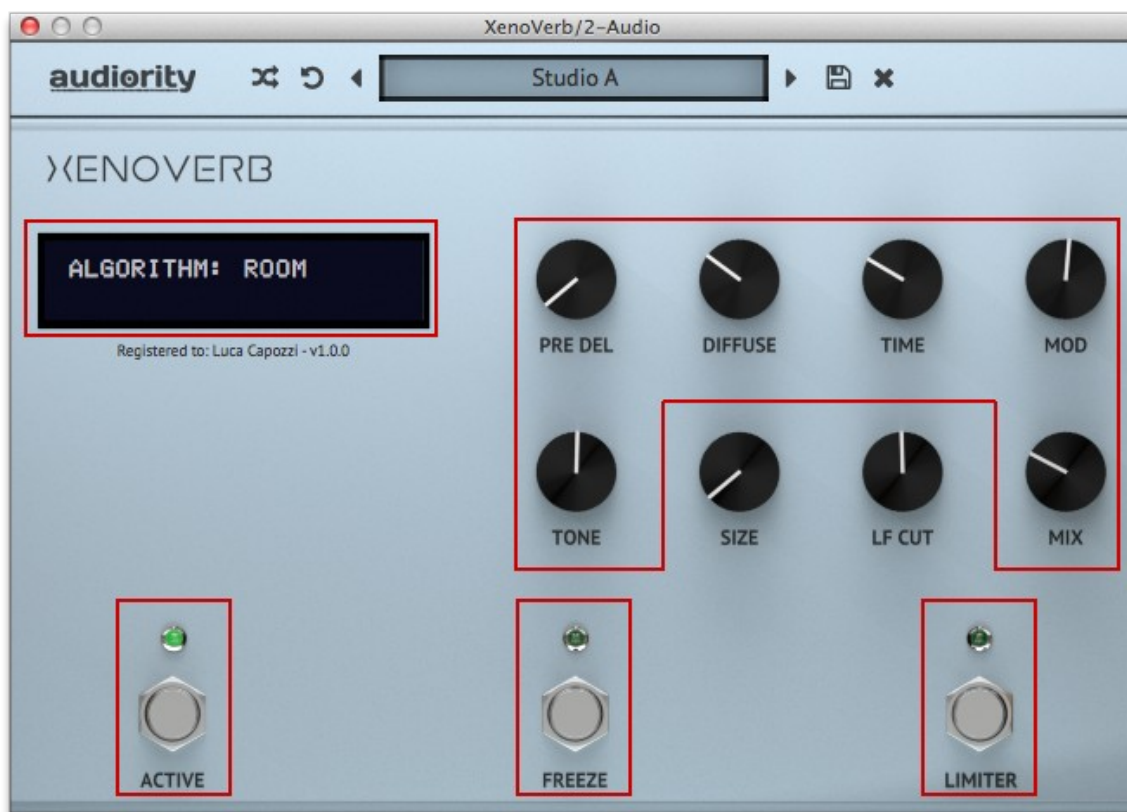 XenoVerb/2-Audio
audiority
Studio A
XENOVERB
ALGORITHM: ROOM
Registered to: Luca Capozzi - v1.0.0
PRE DEL DIFFUSE TIME MOD
TONE SIZE LF CUT MIX
ACTIVE FREEZE LIMITER